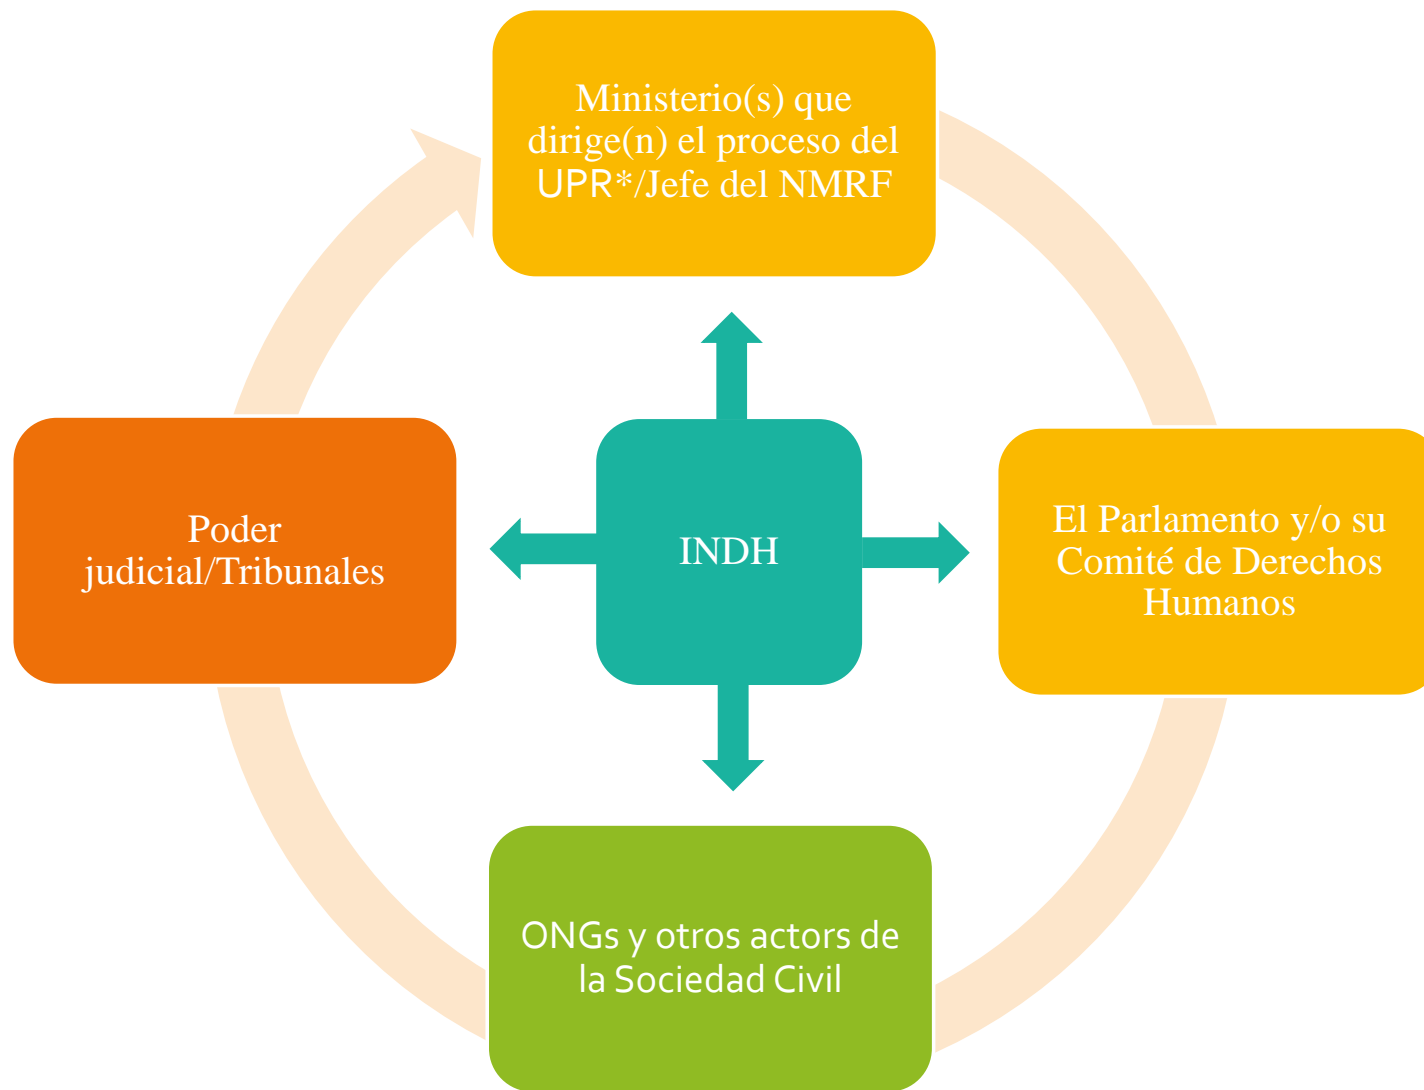 Ministerio(s) que
dirige(n) el proceso del
UPR*/Jefe del NMRF
Poder
judicial/Tribunales
INDH
El Parlamento y/o su
Comité de Derechos
Humanos
ONGs y otros actors de
la Sociedad Civil